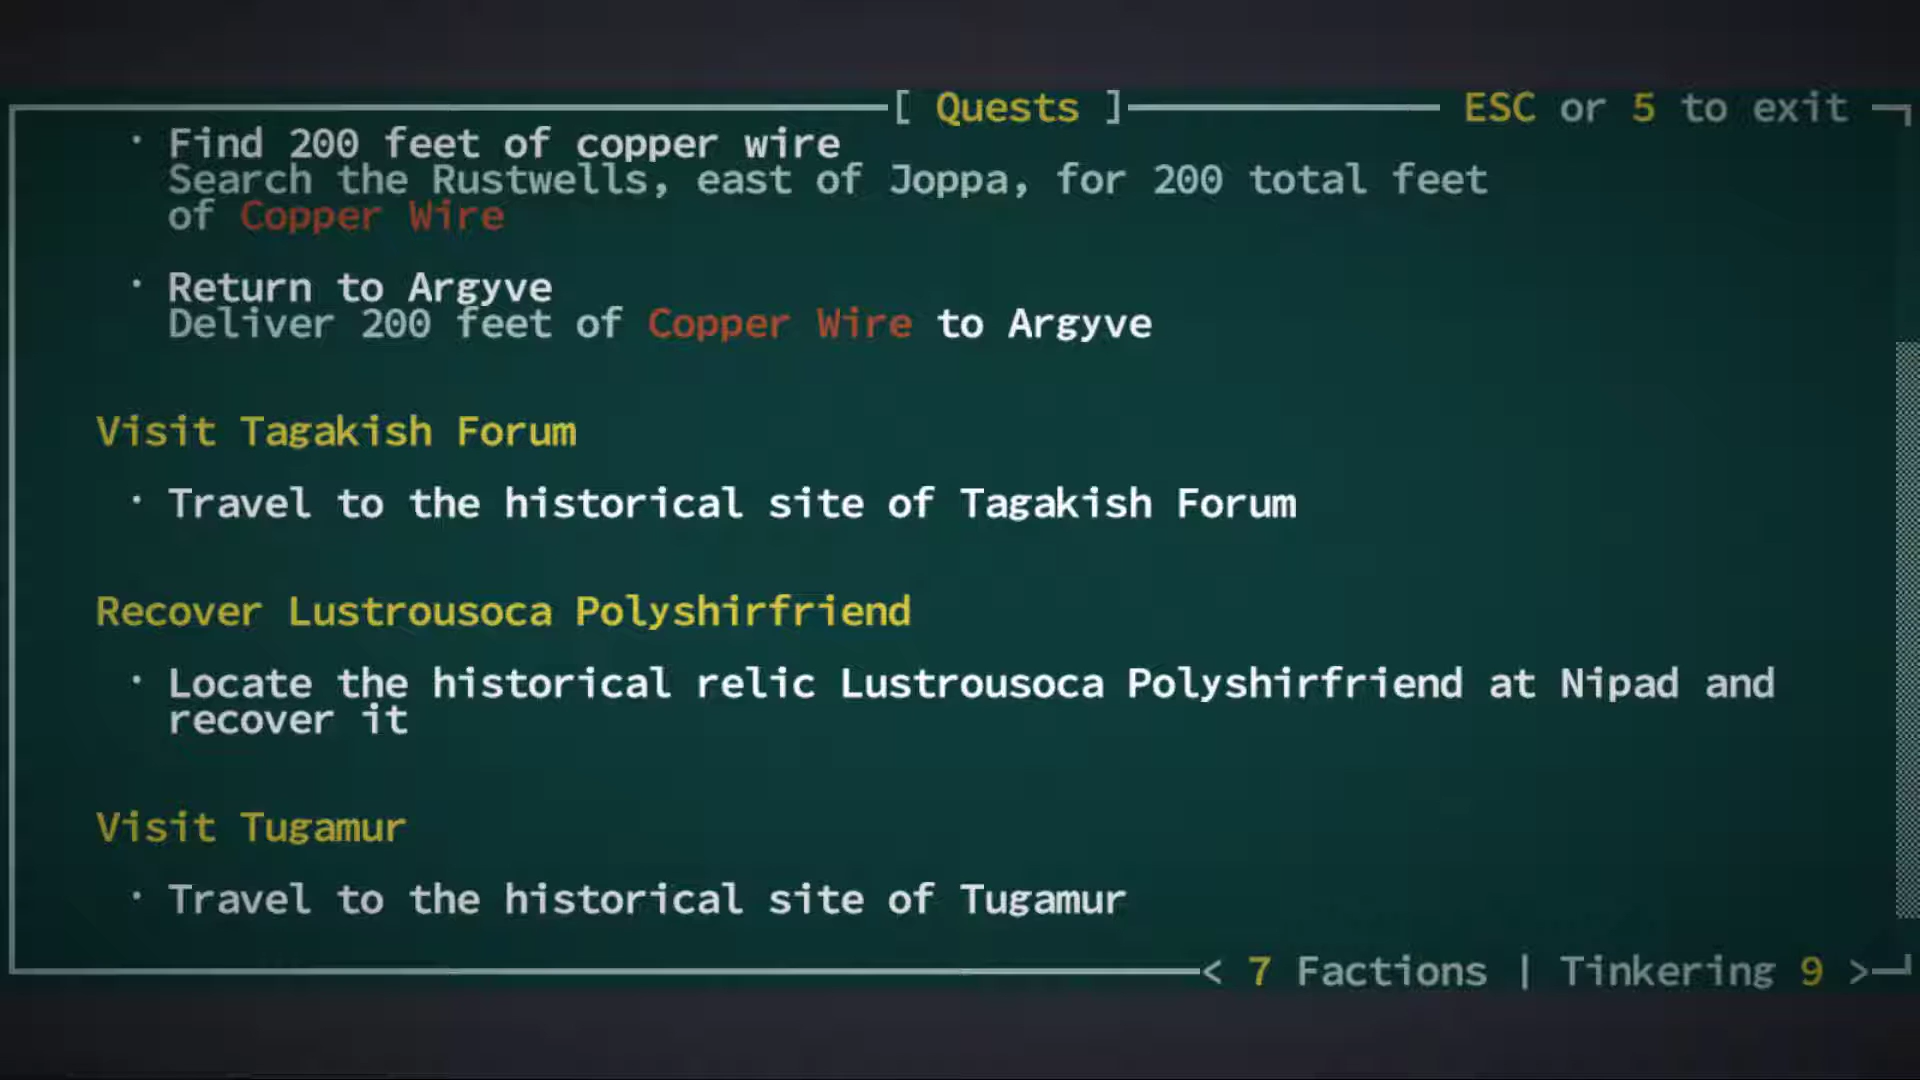 [ Quests ] ESC or 5 to exit
· Find 200 feet of copper wire
Search the Rustwells, east of Joppa, for 200 total feet
of Copper Wire
· Return to Argyve
Deliver 200 feet of Copper Wire to Argyve
Visit Tagakish Forum
· Travel to the historical site of Tagakish Forum
Recover Lustrousoca Polyshirfriend
· Locate the historical relic Lustrousoca Polyshirfriend at Nipad and
recover it
Visit Tugamur
· Travel to the historical site of Tugamur
< 7 Factions | Tinkering 9 >